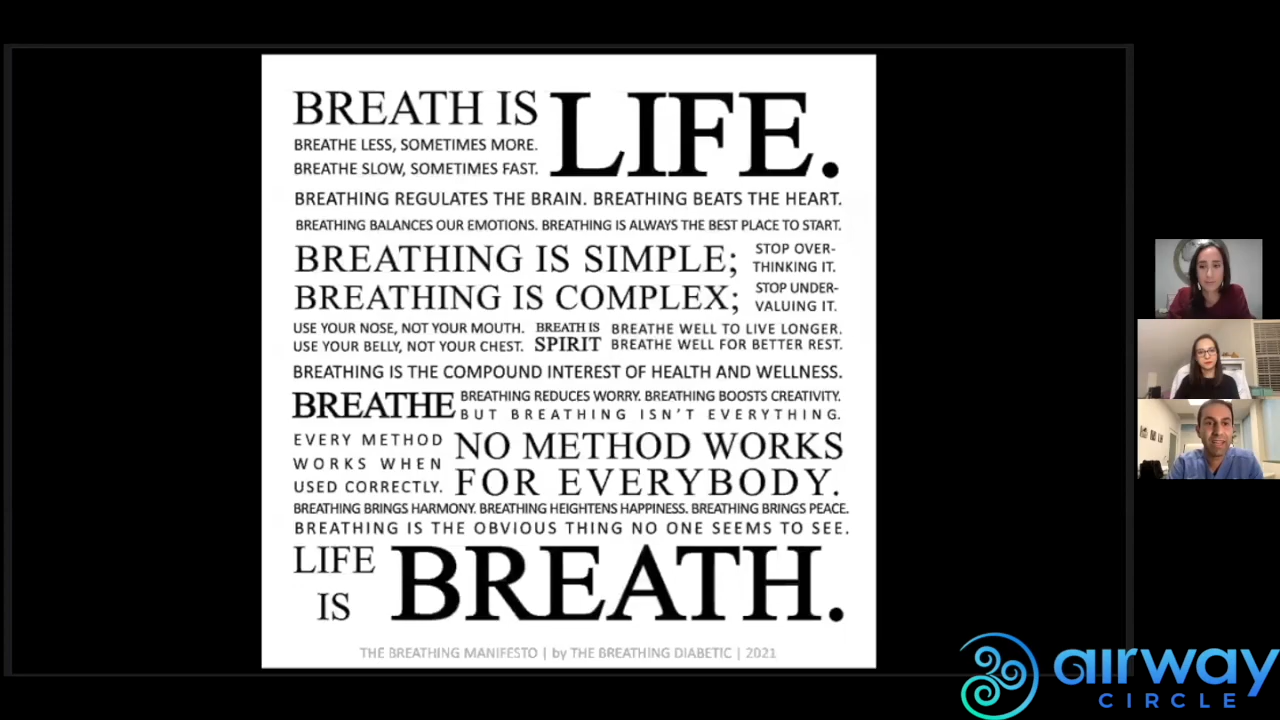 BREATH IS LIFE.
BREATHE LESS, SOMETIMES MORE.
BREATHE SLOW, SOMETIMES FAST.
BREATHING REGULATES THE BRAIN. BREATHING BEATS THE HEART.
BREATHING BALANCES OUR EMOTIONS. BREATHING IS ALWAYS THE BEST PLACE TO START.
BREATHING IS SIMPLE;
STOP OVER-
THINKING IT.
BREATHING IS COMPLEX;
STOP UNDER-
VALUING IT.
USE YOUR NOSE, NOT YOUR MOUTH.
USE YOUR BELLY, NOT YOUR CHEST.
BREATH IS
SPIRIT
BREATHE WELL TO LIVE LONGER.
BREATHE WELL FOR BETTER REST.
BREATHING IS THE COMPOUND INTEREST OF HEALTH AND WELLNESS.
BREATHE
BREATHING REDUCES WORRY. BREATHING BOOSTS CREATIVITY.
BUT BREATHING ISN'T EVERYTHING.
EVERY METHOD
WORKS WHEN
USED CORRECTLY.
NO METHOD WORKS
FOR EVERYBODY.
BREATHING BRINGS HARMONY. BREATHING HEIGHTENS HAPPINESS. BREATHING BRINGS PEACE.
BREATHING IS THE OBVIOUS THING NO ONE SEEMS TO SEE.
LIFE
IS
BREATH.
THE BREATHING MANIFESTO | by THE BREATHING DIABETIC | 2021
airway
CIRCLE